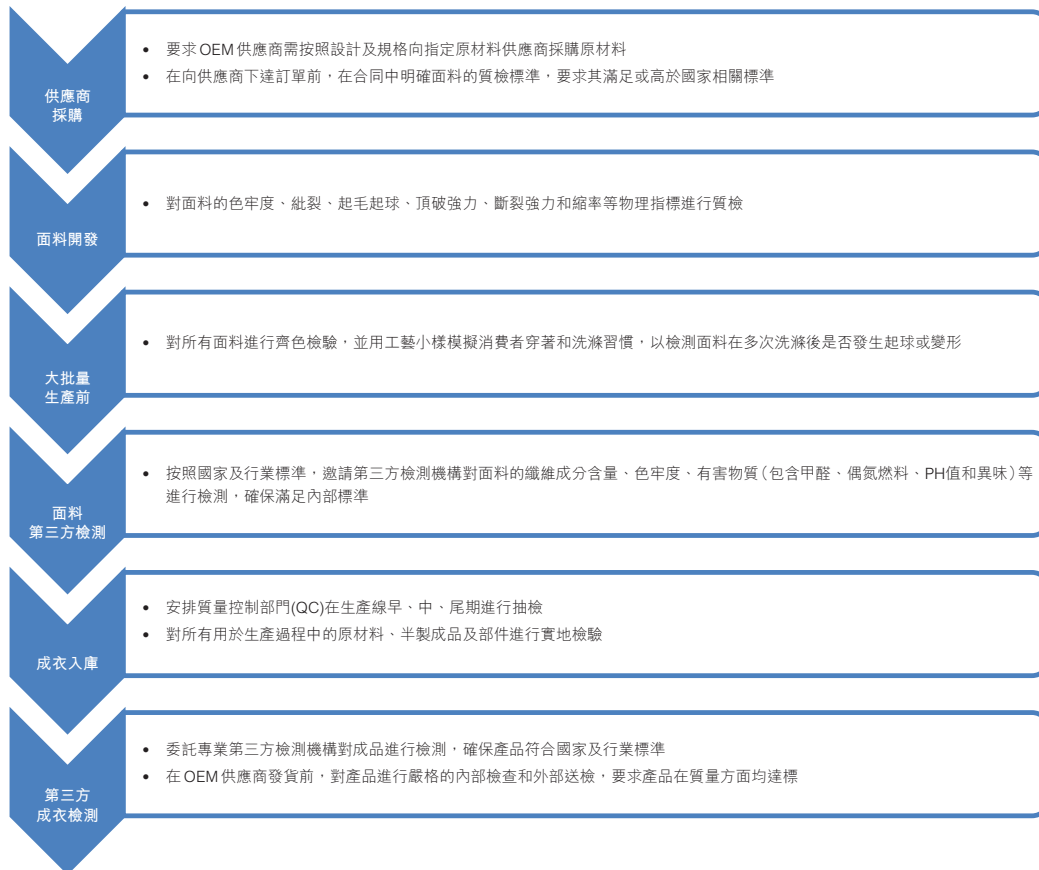 供應商
採購
• 要求OEM供應商需按照設計及規格向指定原材料供應商採購原材料
• 在向供應商下達訂單前，在合同中明確面料的質檢標準，要求其滿足或高於國家相關標準
面料開發
• 對面料的色牢度、紕裂、起毛起球、頂破強力、斷裂強力和縮率等物理指標進行質檢
大批量
生產前
• 對所有面料進行齊色檢驗，並用工藝小樣模擬消費者穿著和洗滌習慣，以檢測面料在多次洗滌後是否發生起球或變形
面料
第三方檢測
• 按照國家及行業標準，邀請第三方檢測機構對面料的纖維成分含量、色牢度、有害物質（包含甲醛、偶氮燃料、PH值和異味）等
進行檢測，確保滿足內部標準
成衣入庫
• 安排質量控制部門(QC)在生產線早、中、尾期進行抽檢
• 對所有用於生產過程中的原材料、半製成品及部件進行實地檢驗
第三方
成衣檢測
• 委託專業第三方檢測機構對成品進行檢測，確保產品符合國家及行業標準
• 在OEM供應商發貨前，對產品進行嚴格的內部檢查和外部送檢，要求產品在質量方面均達標